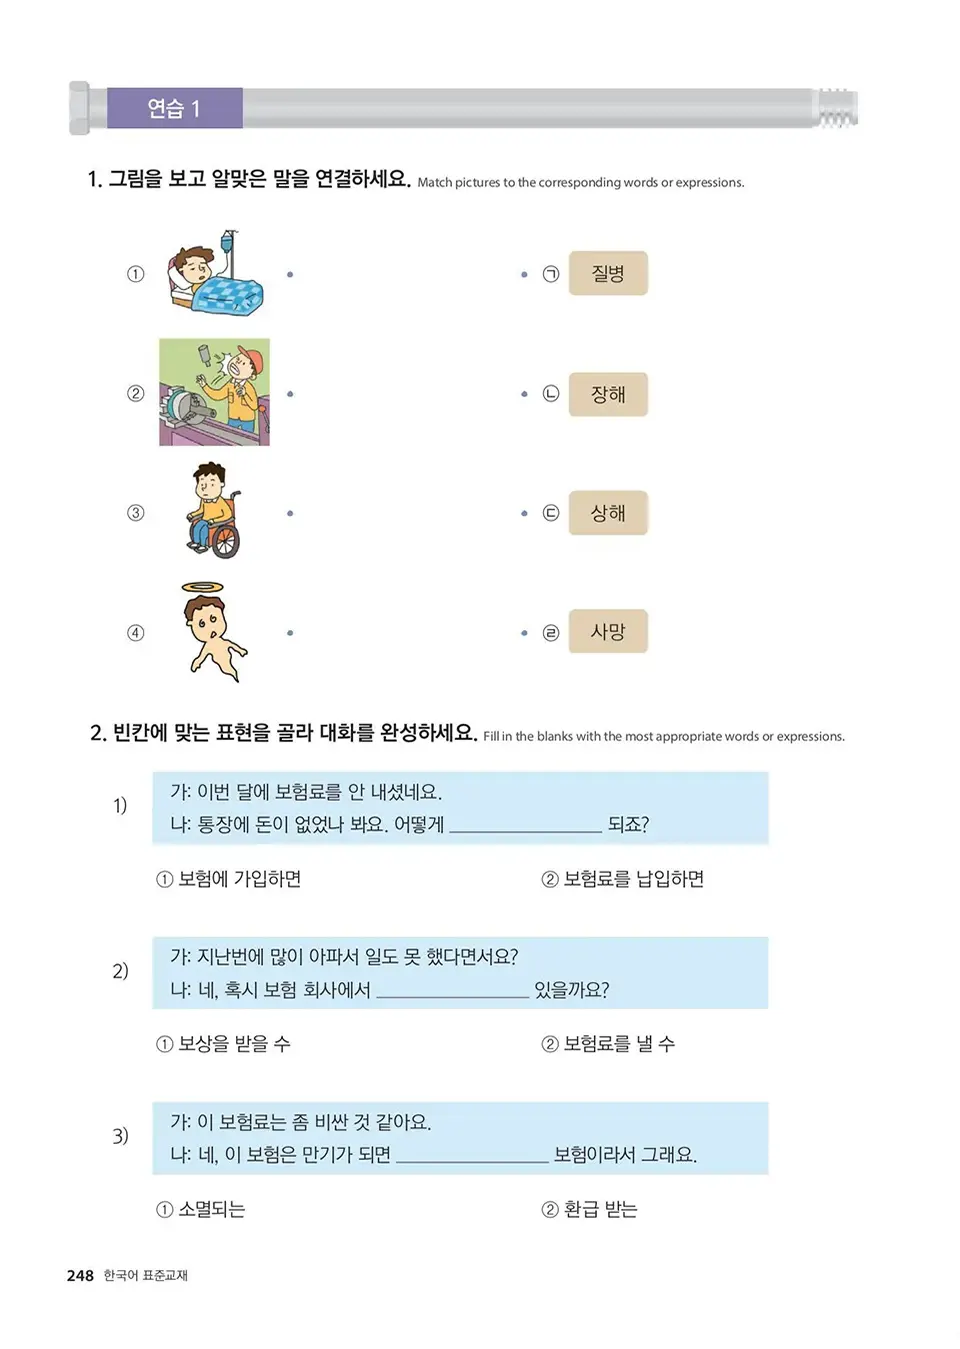 연습 1
1. 그림을 보고 알맞은 말을 연결하세요. Match pictures to the corresponding words or expressions.
① ㉠ 질병
② ㉡ 장해
③ ㉢ 상해
④ ㉣ 사망
2. 빈칸에 맞는 표현을 골라 대화를 완성하세요. Fill in the blanks with the most appropriate words or expressions.
1) 가: 이번 달에 보험료를 안 내셨네요.
나: 통장에 돈이 없었나 봐요. 어떻게 ________________ 되죠?
① 보험에 가입하면 ② 보험료를 납입하면
2) 가: 지난번에 많이 아파서 일도 못 했다면서요?
나: 네, 혹시 보험 회사에서 ________________ 있을까요?
① 보상을 받을 수 ② 보험료를 낼 수
3) 가: 이 보험료는 좀 비싼 것 같아요.
나: 네, 이 보험은 만기가 되면 ________________ 보험이라서 그래요.
① 소멸되는 ② 환급 받는
248 한국어 표준교재